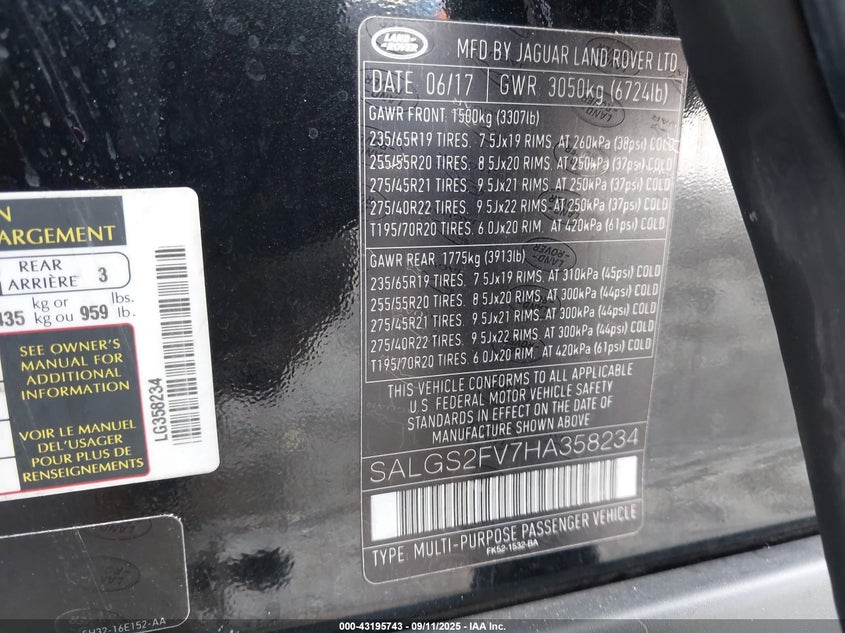 LAND-
ROVER
MFD BY JAGUAR LAND ROVER LTD
DATE 06/17 GWR 3050kg (6724lb)
GAWR FRONT 1500kg (3307lb)
235/65R19 TIRES. 7 5Jx19 RIMS. AT 260kPa (38psi) COLD
255/55R20 TIRES. 8 5Jx20 RIMS. AT 250kPa (37psi) COLD
275/45R21 TIRES. 9 5Jx21 RIMS. AT 250kPa (37psi) COLD
275/40R22 TIRES. 9 5Jx22 RIMS. AT 250kPa (37psi) COLD
T195/70R20 TIRES. 6 0Jx20 RIM. AT 420kPa (61psi) COLD
GAWR REAR. 1775kg (3913lb)
235/65R19 TIRES. 7 5Jx19 RIMS. AT 310kPa (45psi) COLD
255/55R20 TIRES. 8 5Jx20 RIMS. AT 300kPa (44psi) COLD
275/45R21 TIRES. 9 5Jx21 RIMS. AT 300kPa (44psi) COLD
275/40R22 TIRES. 9 5Jx22 RIMS. AT 300kPa (44psi) COLD
T195/70R20 TIRES. 6 0Jx20 RIM. AT 420kPa (61psi) COLD
THIS VEHICLE CONFORMS TO ALL APPLICABLE
U.S. FEDERAL MOTOR VEHICLE SAFETY
STANDARDS IN EFFECT ON THE DATE OF
MANUFACTURE SHOWN ABOVE
SALGS2FV7HA358234
TYPE: MULTI-PURPOSE PASSENGER VEHICLE
FK52-1532-BA
N
ARGEMENT
REAR
ARRIÈRE 3
435 kg or
kg ou 959 lbs.
lb.
SEE OWNER'S
MANUAL FOR
ADDITIONAL
INFORMATION
VOIR LE MANUEL
DEL'USAGER
POUR PLUS DE
RENSEIGNEMENTS
LG358234
16E152-AA
000-43195743 - 09/11/2025 - IAA Inc.